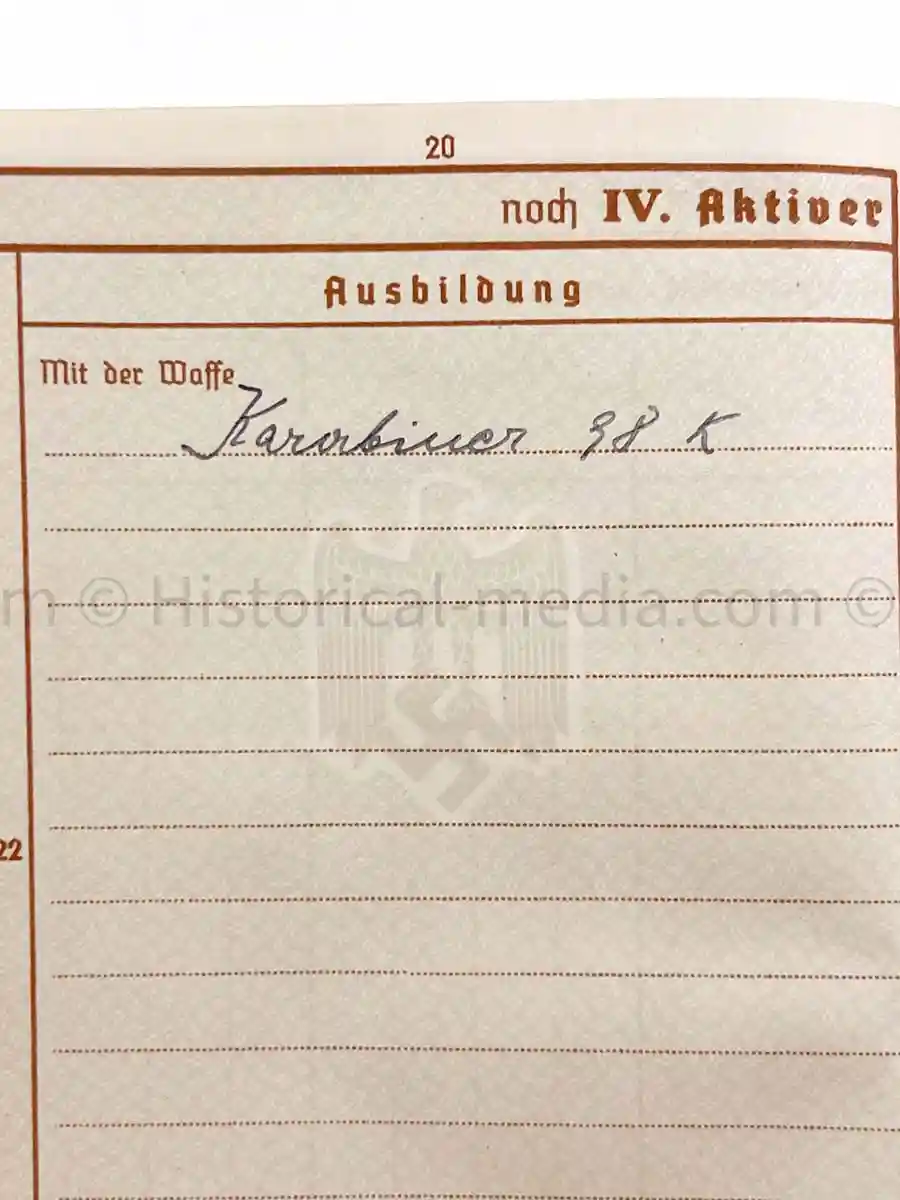 20
noch IV. Aktiver
Ausbildung
Mit der Waffe
Karabiner 98 K
m © Historical-media.com ©
22